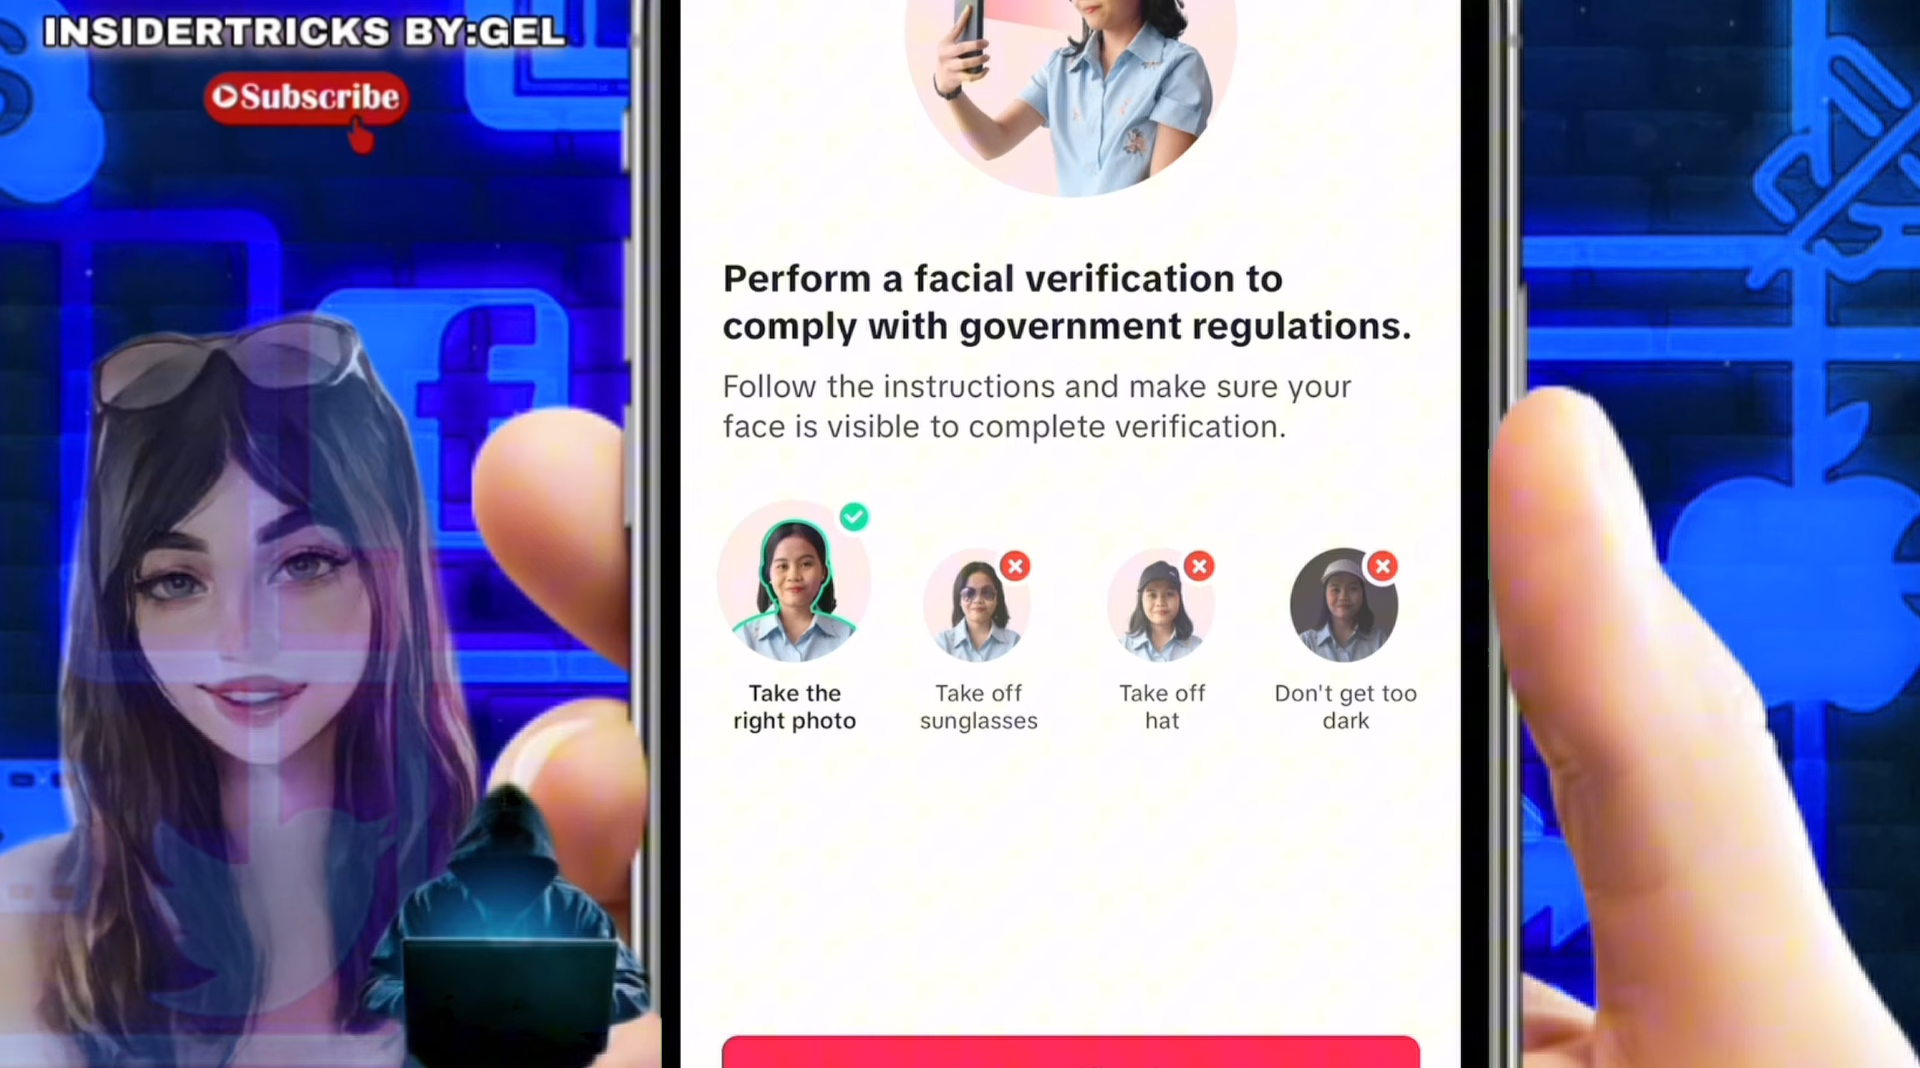 INSIDERTRICKS BY:GEL
Subscribe
Perform a facial verification to
comply with government regulations.
Follow the instructions and make sure your
face is visible to complete verification.
Take the
right photo
Take off
sunglasses
Take off
hat
Don't get too
dark